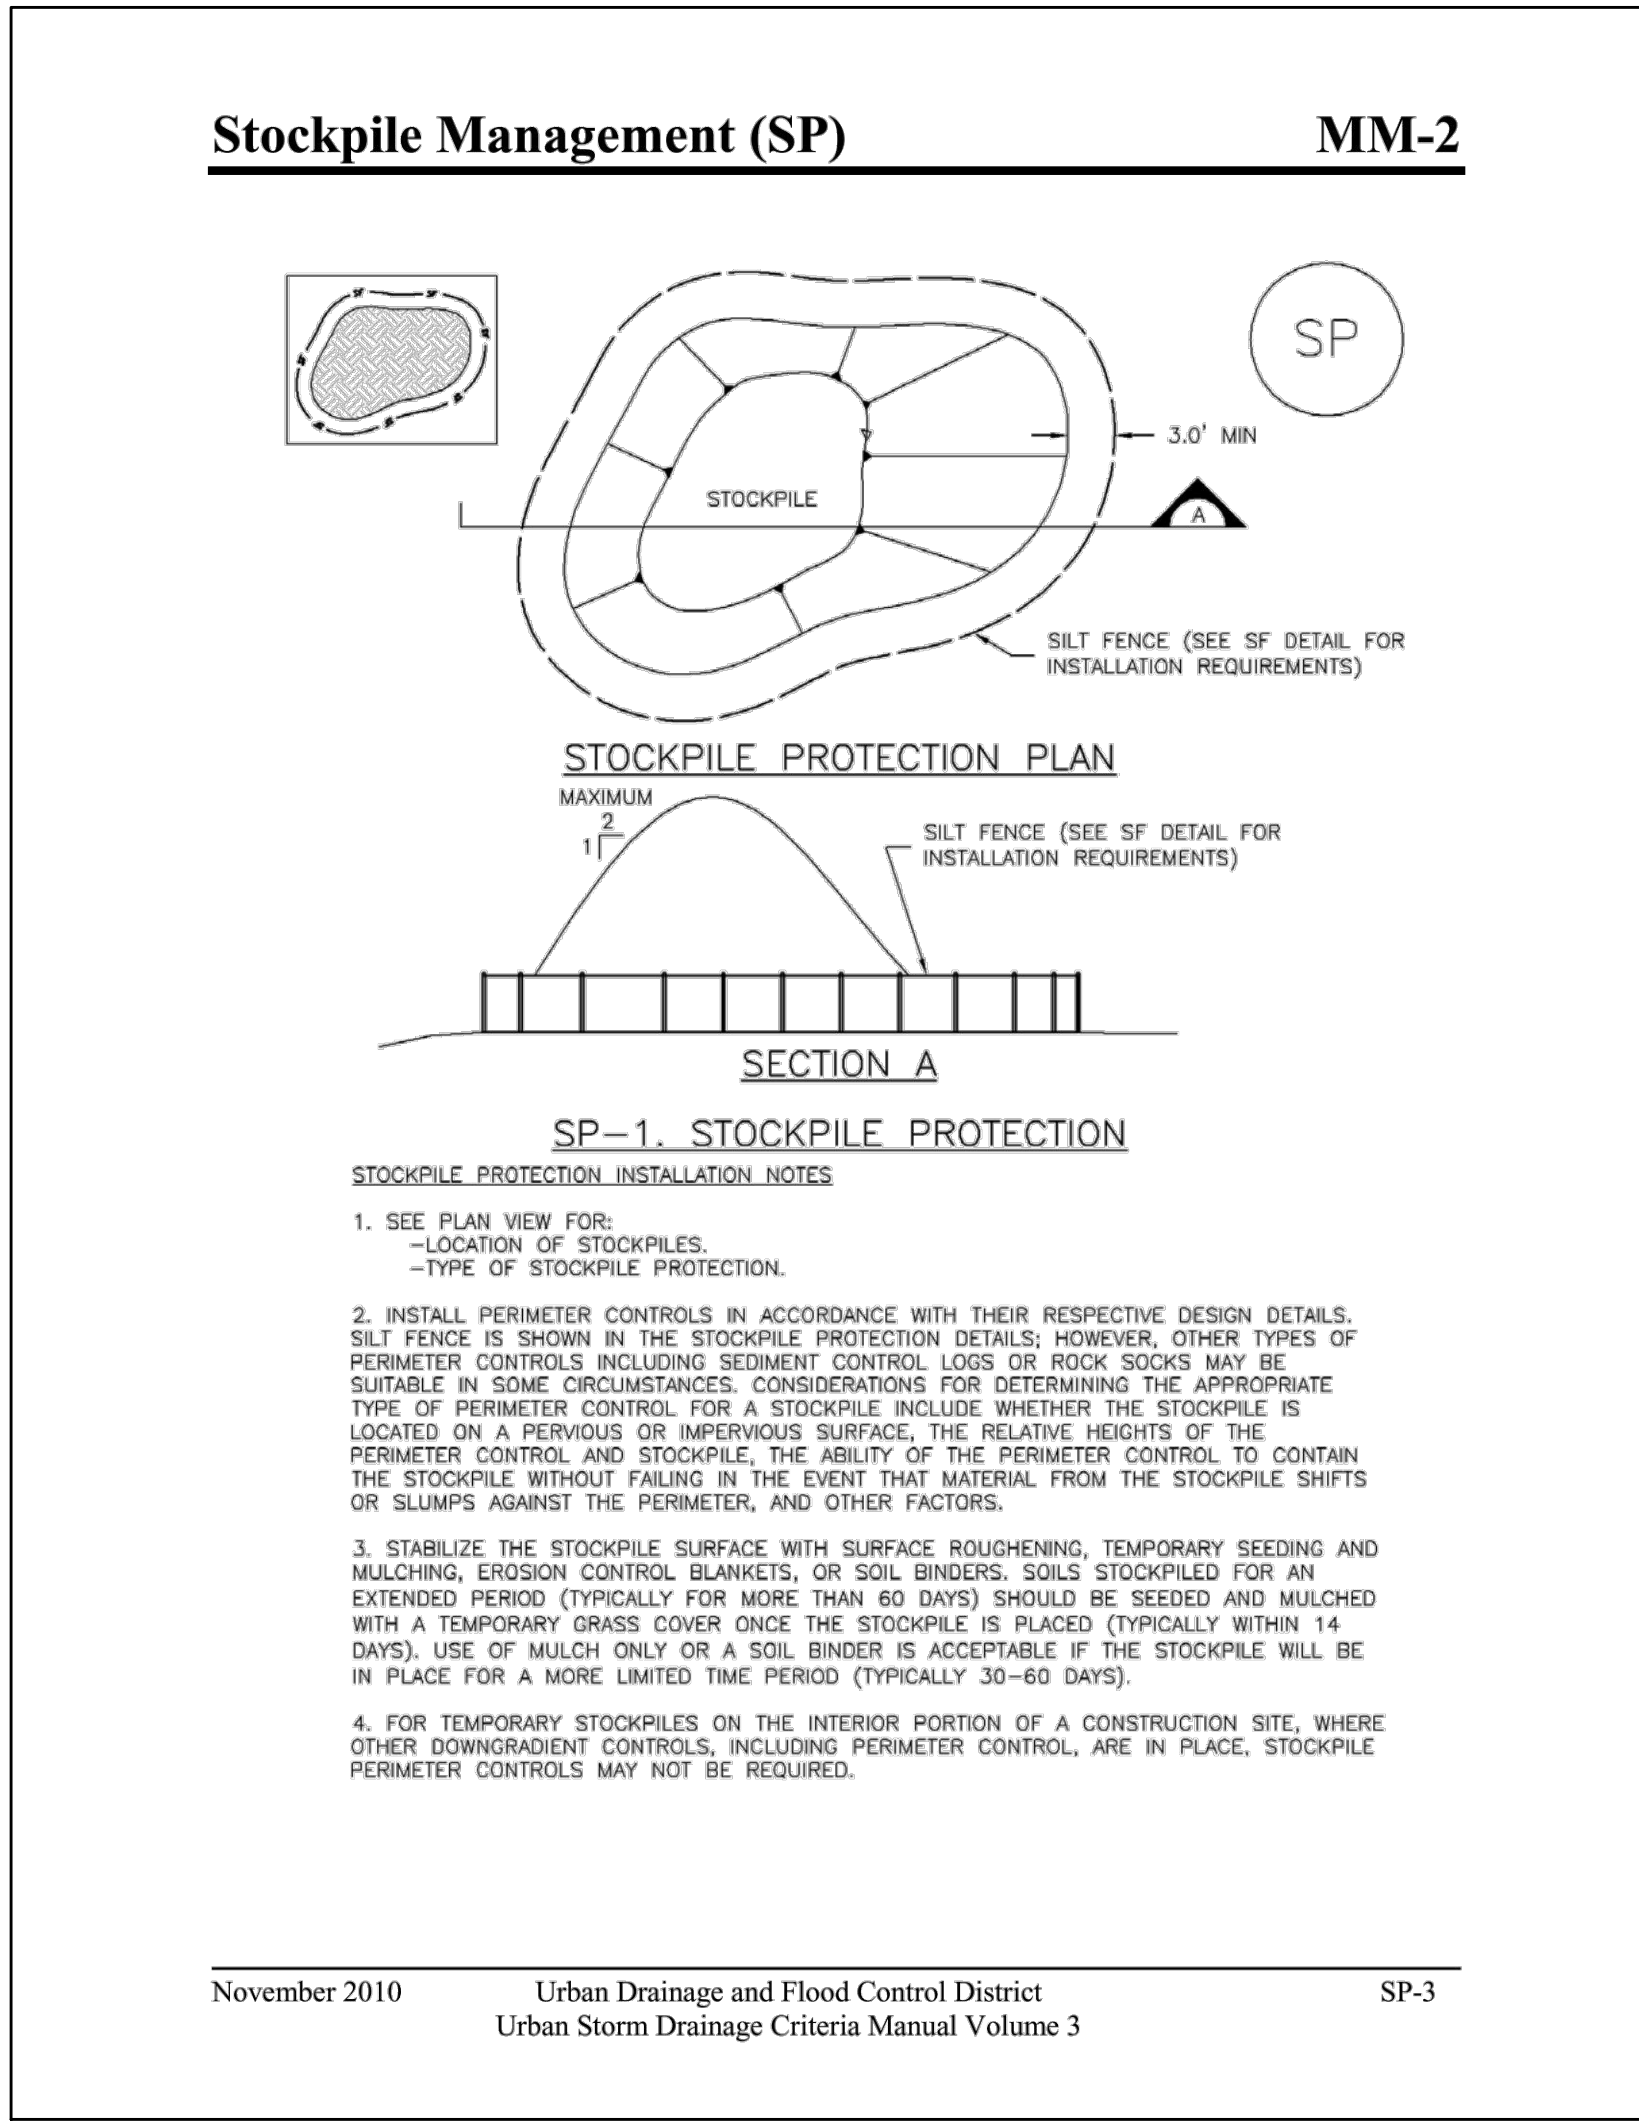 Stockpile Management (SP) MM-2
SP
3.0' MIN
STOCKPILE
A
SILT FENCE (SEE SF DETAIL FOR
INSTALLATION REQUIREMENTS)
STOCKPILE PROTECTION PLAN
MAXIMUM
2
1
SILT FENCE (SEE SF DETAIL FOR
INSTALLATION REQUIREMENTS)
SECTION A
SP-1. STOCKPILE PROTECTION
STOCKPILE PROTECTION INSTALLATION NOTES
1. SEE PLAN VIEW FOR:
-LOCATION OF STOCKPILES.
-TYPE OF STOCKPILE PROTECTION.
2. INSTALL PERIMETER CONTROLS IN ACCORDANCE WITH THEIR RESPECTIVE DESIGN DETAILS.
SILT FENCE IS SHOWN IN THE STOCKPILE PROTECTION DETAILS; HOWEVER, OTHER TYPES OF
PERIMETER CONTROLS INCLUDING SEDIMENT CONTROL LOGS OR ROCK SOCKS MAY BE
SUITABLE IN SOME CIRCUMSTANCES. CONSIDERATIONS FOR DETERMINING THE APPROPRIATE
TYPE OF PERIMETER CONTROL FOR A STOCKPILE INCLUDE WHETHER THE STOCKPILE IS
LOCATED ON A PERVIOUS OR IMPERVIOUS SURFACE, THE RELATIVE HEIGHTS OF THE
PERIMETER CONTROL AND STOCKPILE, THE ABILITY OF THE PERIMETER CONTROL TO CONTAIN
THE STOCKPILE WITHOUT FAILING IN THE EVENT THAT MATERIAL FROM THE STOCKPILE SHIFTS
OR SLUMPS AGAINST THE PERIMETER, AND OTHER FACTORS.
3. STABILIZE THE STOCKPILE SURFACE WITH SURFACE ROUGHENING, TEMPORARY SEEDING AND
MULCHING, EROSION CONTROL BLANKETS, OR SOIL BINDERS. SOILS STOCKPILED FOR AN
EXTENDED PERIOD (TYPICALLY FOR MORE THAN 60 DAYS) SHOULD BE SEEDED AND MULCHED
WITH A TEMPORARY GRASS COVER ONCE THE STOCKPILE IS PLACED (TYPICALLY WITHIN 14
DAYS). USE OF MULCH ONLY OR A SOIL BINDER IS ACCEPTABLE IF THE STOCKPILE WILL BE
IN PLACE FOR A MORE LIMITED TIME PERIOD (TYPICALLY 30-60 DAYS).
4. FOR TEMPORARY STOCKPILES ON THE INTERIOR PORTION OF A CONSTRUCTION SITE, WHERE
OTHER DOWNGRADIENT CONTROLS, INCLUDING PERIMETER CONTROL, ARE IN PLACE, STOCKPILE
PERIMETER CONTROLS MAY NOT BE REQUIRED.
November 2010 Urban Drainage and Flood Control District SP-3
Urban Storm Drainage Criteria Manual Volume 3